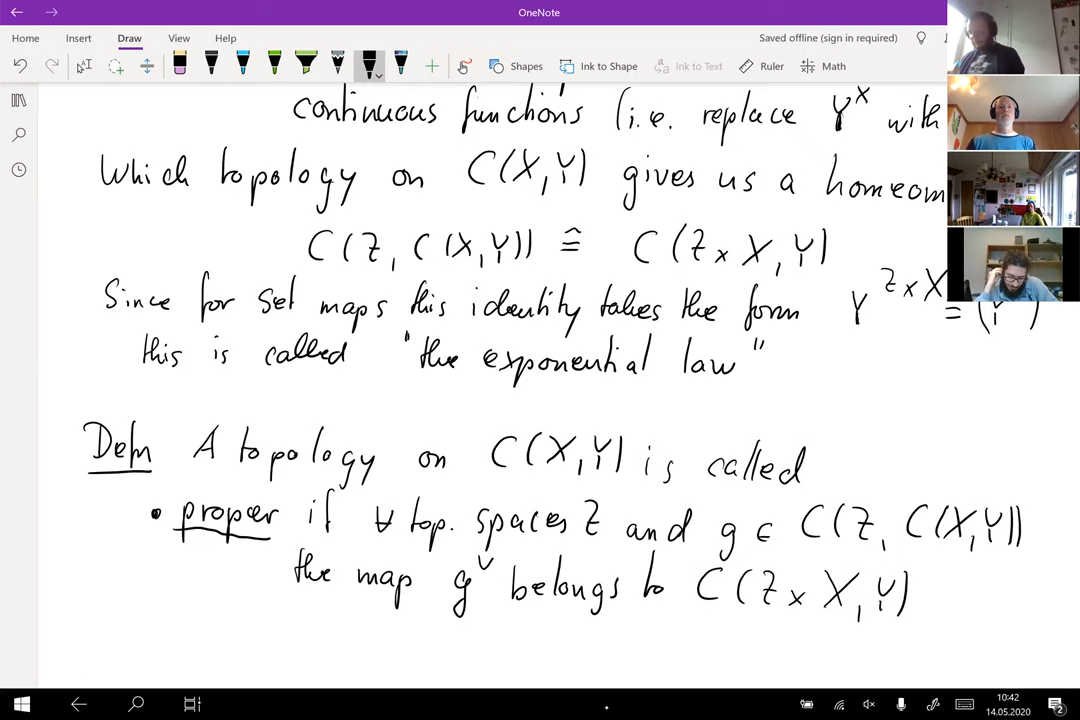 OneNote
Home Insert Draw View Help Saved offline (sign in required)
Shapes Ink to Shape Ink to Text Ruler Math
continuous functions (i.e. replace Y^X with
Which topology on C(X,Y) gives us a homeom
C(Z, C(X,Y)) ≙ C(Z×X, Y)
Since for set maps this identity takes the form Y^{Z×X} = (Y )
this is called "the exponential law"
Defn A topology on C(X,Y) is called
• proper if ∀ top. spaces Z and g ∈ C(Z, C(X,Y))
the map g^∨ belongs to C(Z×X, Y)
10:42
14.05.2020
2